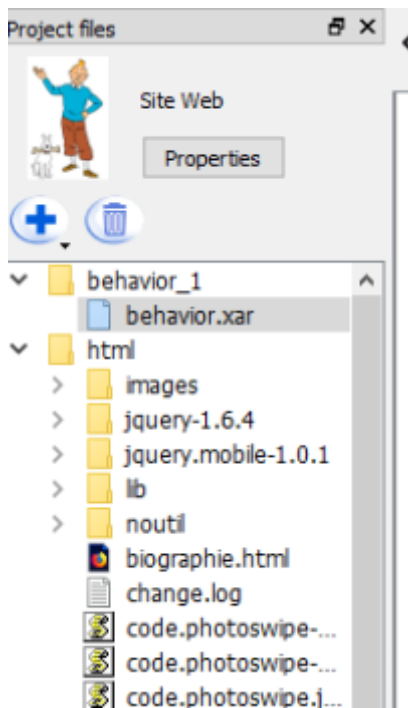 Project files
Site Web
Properties
behavior_1
behavior.xar
html
images
jquery-1.6.4
jquery.mobile-1.0.1
lib
noutil
biographie.html
change.log
code.photoswipe-...
code.photoswipe-...
code.photoswipe.j...